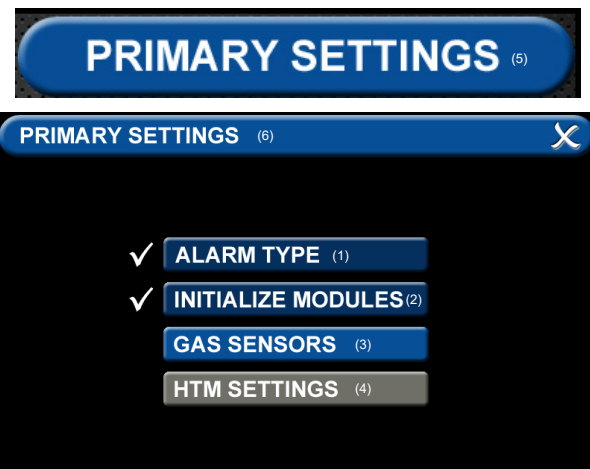 PRIMARY SETTINGS (5)
PRIMARY SETTINGS (6)
ALARM TYPE (1)
INITIALIZE MODULES(2)
GAS SENSORS (3)
HTM SETTINGS (4)